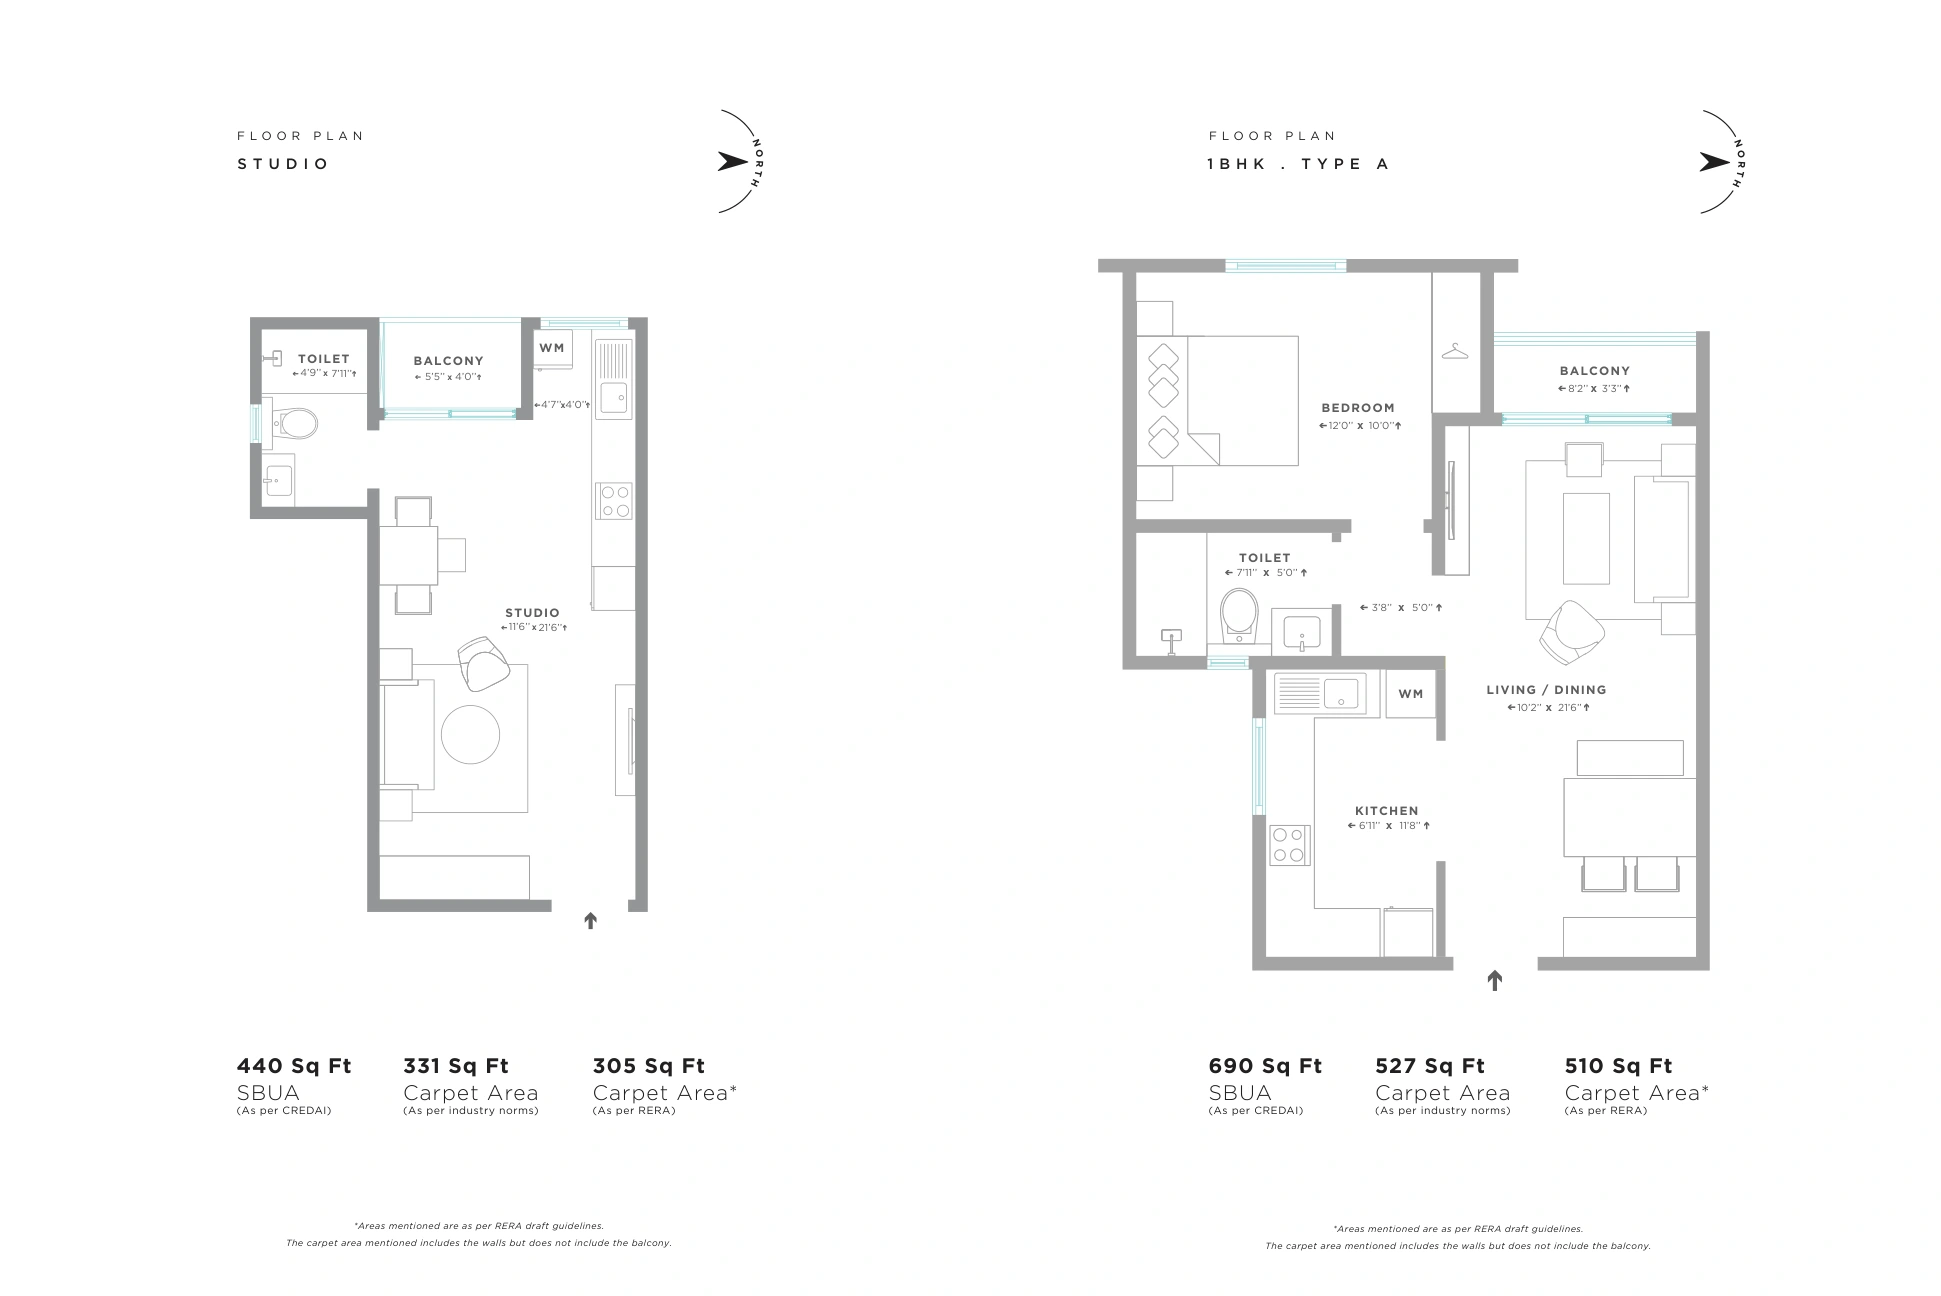 FLOOR PLAN
STUDIO
NORTH
TOILET
4'9'' x 7'11''
BALCONY
5'5'' x 4'0''
WM
4'7''x4'0''
STUDIO
11'6'' x 21'6''
440 Sq Ft
SBUA
(As per CREDAI)
331 Sq Ft
Carpet Area
(As per industry norms)
305 Sq Ft
Carpet Area*
(As per RERA)
*Areas mentioned are as per RERA draft guidelines.
The carpet area mentioned includes the walls but does not include the balcony.
FLOOR PLAN
1BHK . TYPE A
NORTH
BALCONY
8'2'' x 3'3''
BEDROOM
12'0'' x 10'0''
TOILET
7'11'' x 5'0''
3'8'' x 5'0''
LIVING / DINING
10'2'' x 21'6''
WM
KITCHEN
6'11'' x 11'8''
690 Sq Ft
SBUA
(As per CREDAI)
527 Sq Ft
Carpet Area
(As per industry norms)
510 Sq Ft
Carpet Area*
(As per RERA)
*Areas mentioned are as per RERA draft guidelines.
The carpet area mentioned includes the walls but does not include the balcony.